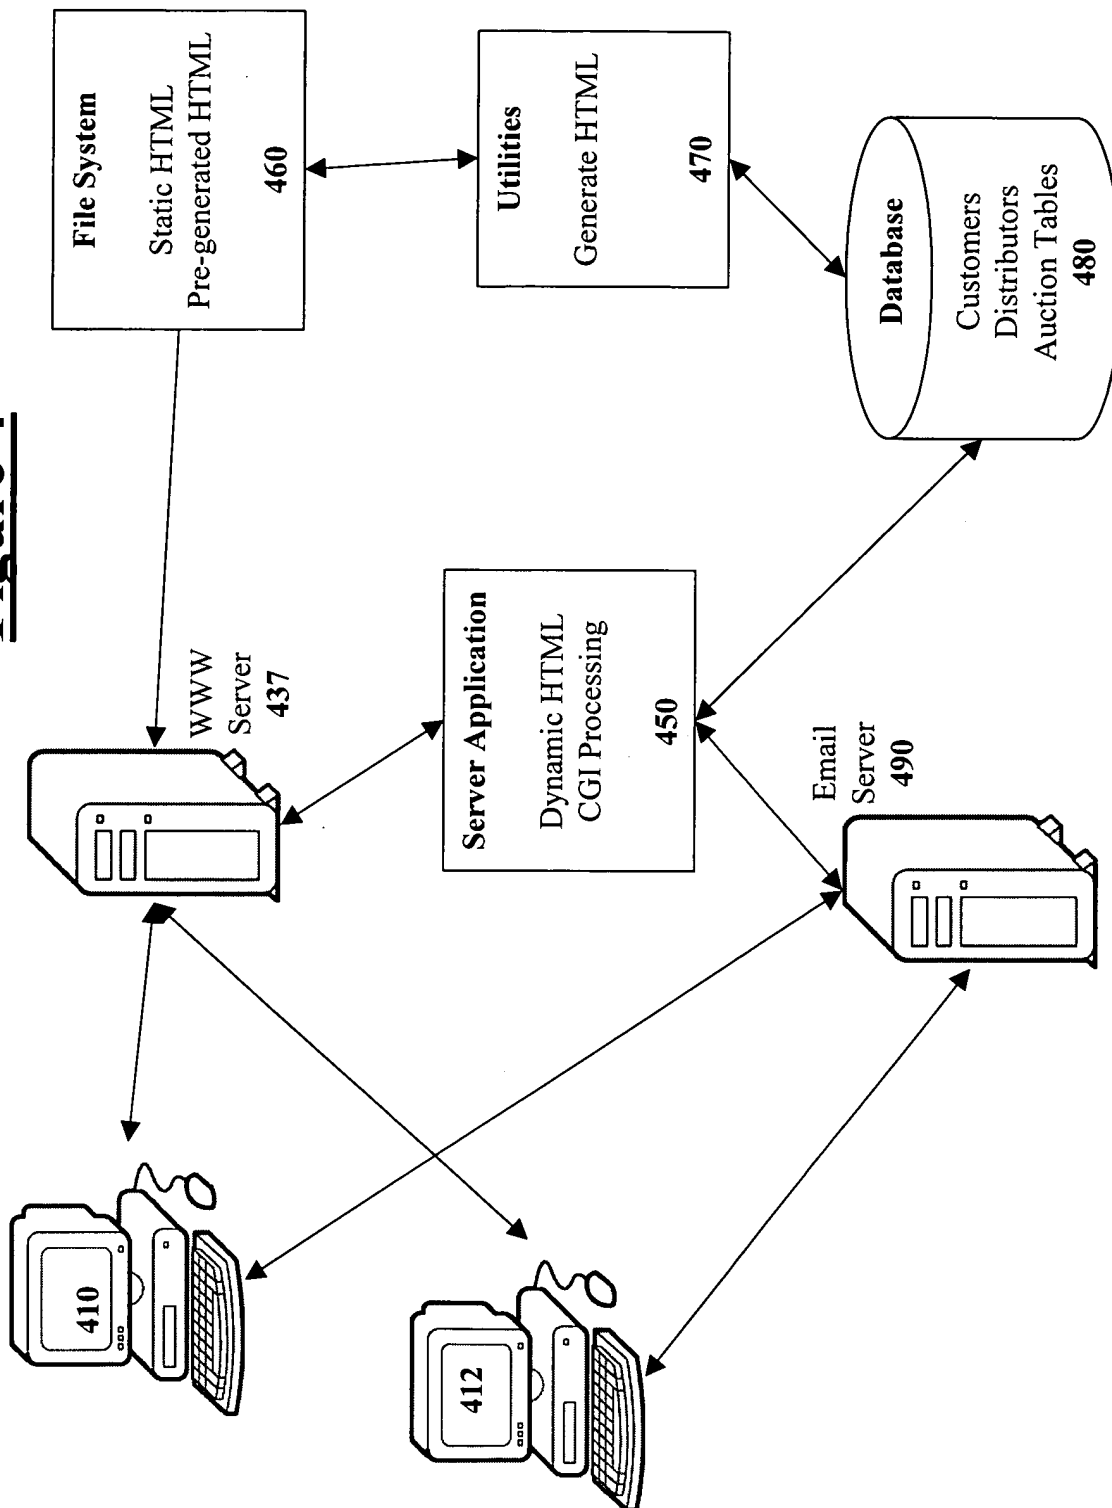 Figure
410
WWW
Server
437
File System
Static HTML
Pre-generated HTML
460
412
Server Application
Dynamic HTML
CGI Processing
450
Utilities
Generate HTML
470
Email
Server
490
Database
Customers
Distributors
Auction Tables
480